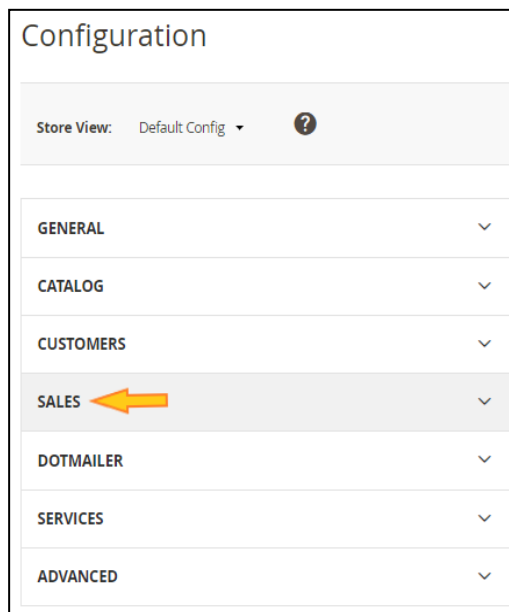 Configuration
Store View: Default Config
?
GENERAL
CATALOG
CUSTOMERS
SALES
DOTMAILER
SERVICES
ADVANCED